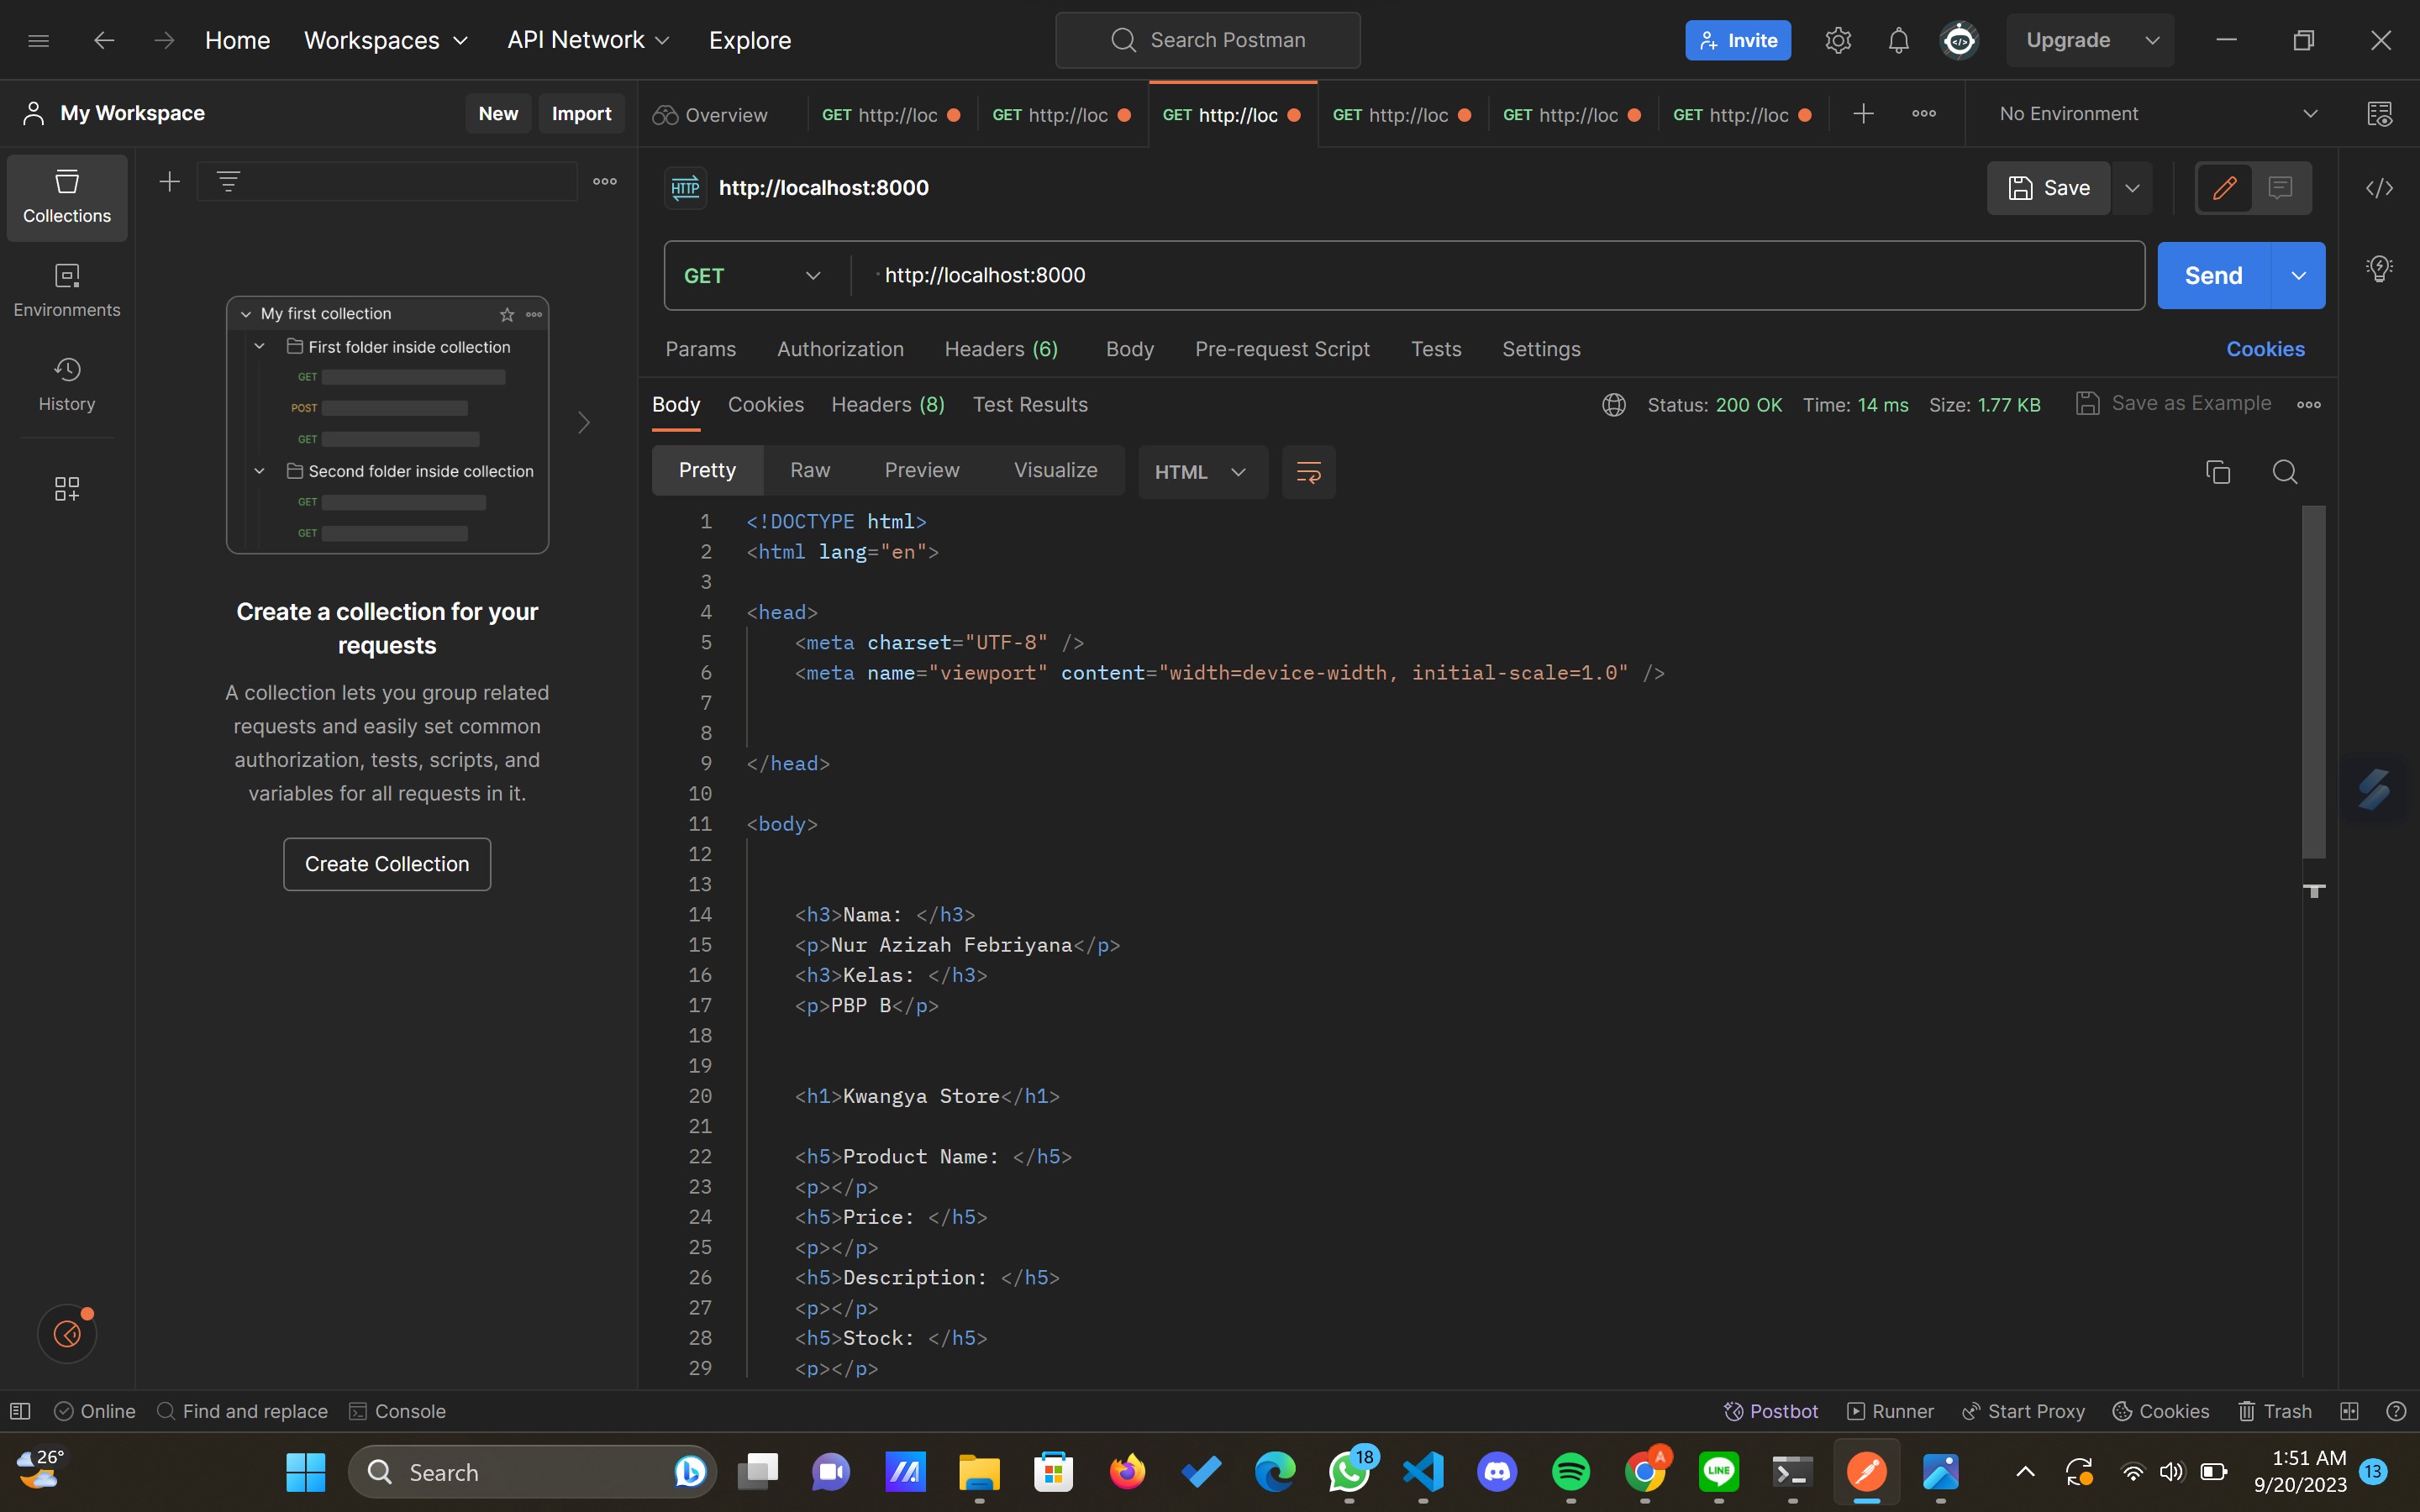 Home Workspaces API Network Explore Search Postman Invite Upgrade
My Workspace New Import Overview GET http://loc GET http://loc GET http://loc GET http://loc GET http://loc GET http://loc No Environment
Collections
Environments
History
My first collection
First folder inside collection
GET
POST
GET
Second folder inside collection
GET
GET
Create a collection for your
requests
A collection lets you group related
requests and easily set common
authorization, tests, scripts, and
variables for all requests in it.
Create Collection
HTTP http://localhost:8000 Save
GET http://localhost:8000 Send
Params Authorization Headers (6) Body Pre-request Script Tests Settings Cookies
Body Cookies Headers (8) Test Results Status: 200 OK Time: 14 ms Size: 1.77 KB Save as Example
Pretty Raw Preview Visualize HTML
1 <!DOCTYPE html>
2 <html lang="en">
3
4 <head>
5 <meta charset="UTF-8" />
6 <meta name="viewport" content="width=device-width, initial-scale=1.0" />
7
8
9 </head>
10
11 <body>
12
13
14 <h3>Nama: </h3>
15 <p>Nur Azizah Febriyana</p>
16 <h3>Kelas: </h3>
17 <p>PBP B</p>
18
19
20 <h1>Kwangya Store</h1>
21
22 <h5>Product Name: </h5>
23 <p></p>
24 <h5>Price: </h5>
25 <p></p>
26 <h5>Description: </h5>
27 <p></p>
28 <h5>Stock: </h5>
29 <p></p>
Online Find and replace Console Postbot Runner Start Proxy Cookies Trash
26° Search 18 LINE A 1:51 AM 13
9/20/2023